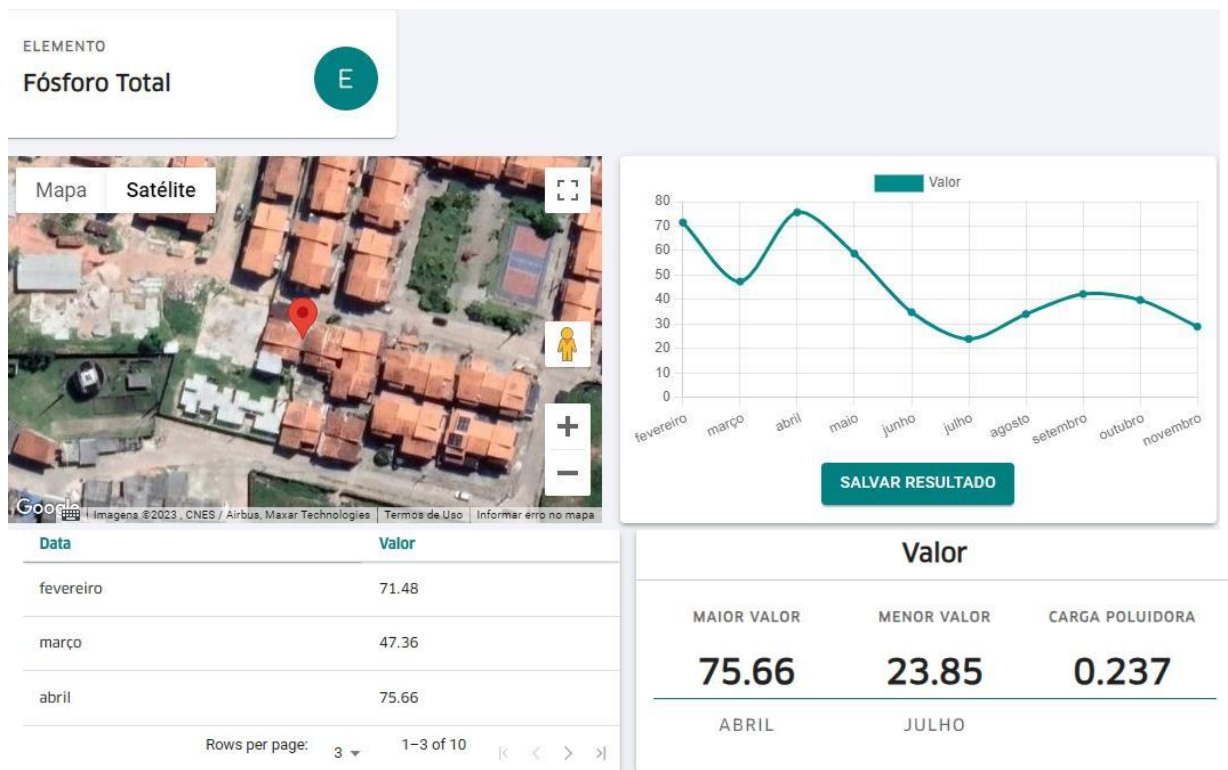 ELEMENTO
Fósforo Total
E
Mapa
Satélite
Google
Imagens ©2023 , CNES / Airbus, Maxar Technologies
Termos de Uso
Informar erro no mapa
Valor
80
70
60
50
40
30
20
10
0
fevereiro
março
abril
maio
junho
julho
agosto
setembro
outubro
novembro
SALVAR RESULTADO
Data Valor
fevereiro 71.48
março 47.36
abril 75.66
Rows per page: 3 1–3 of 10
Valor
MAIOR VALOR MENOR VALOR CARGA POLUIDORA
75.66 23.85 0.237
ABRIL JULHO